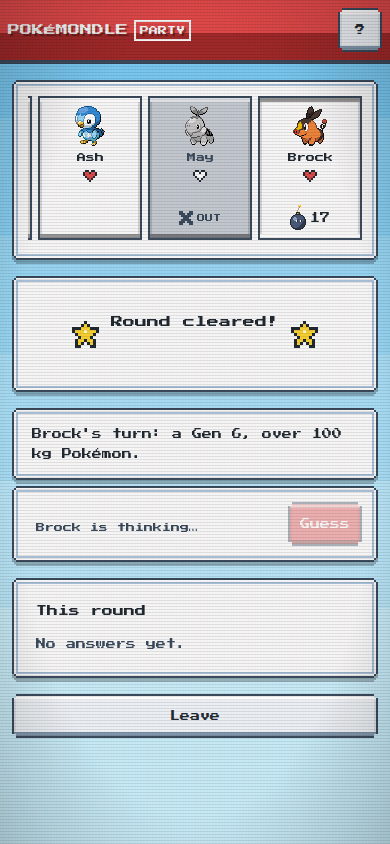 POKéMONDLE PARTY
?
Ash
May
Brock
OUT
17
Round cleared!
Brock's turn: a Gen 6, over 100
kg Pokémon.
Brock is thinking…
Guess
This round
No answers yet.
Leave